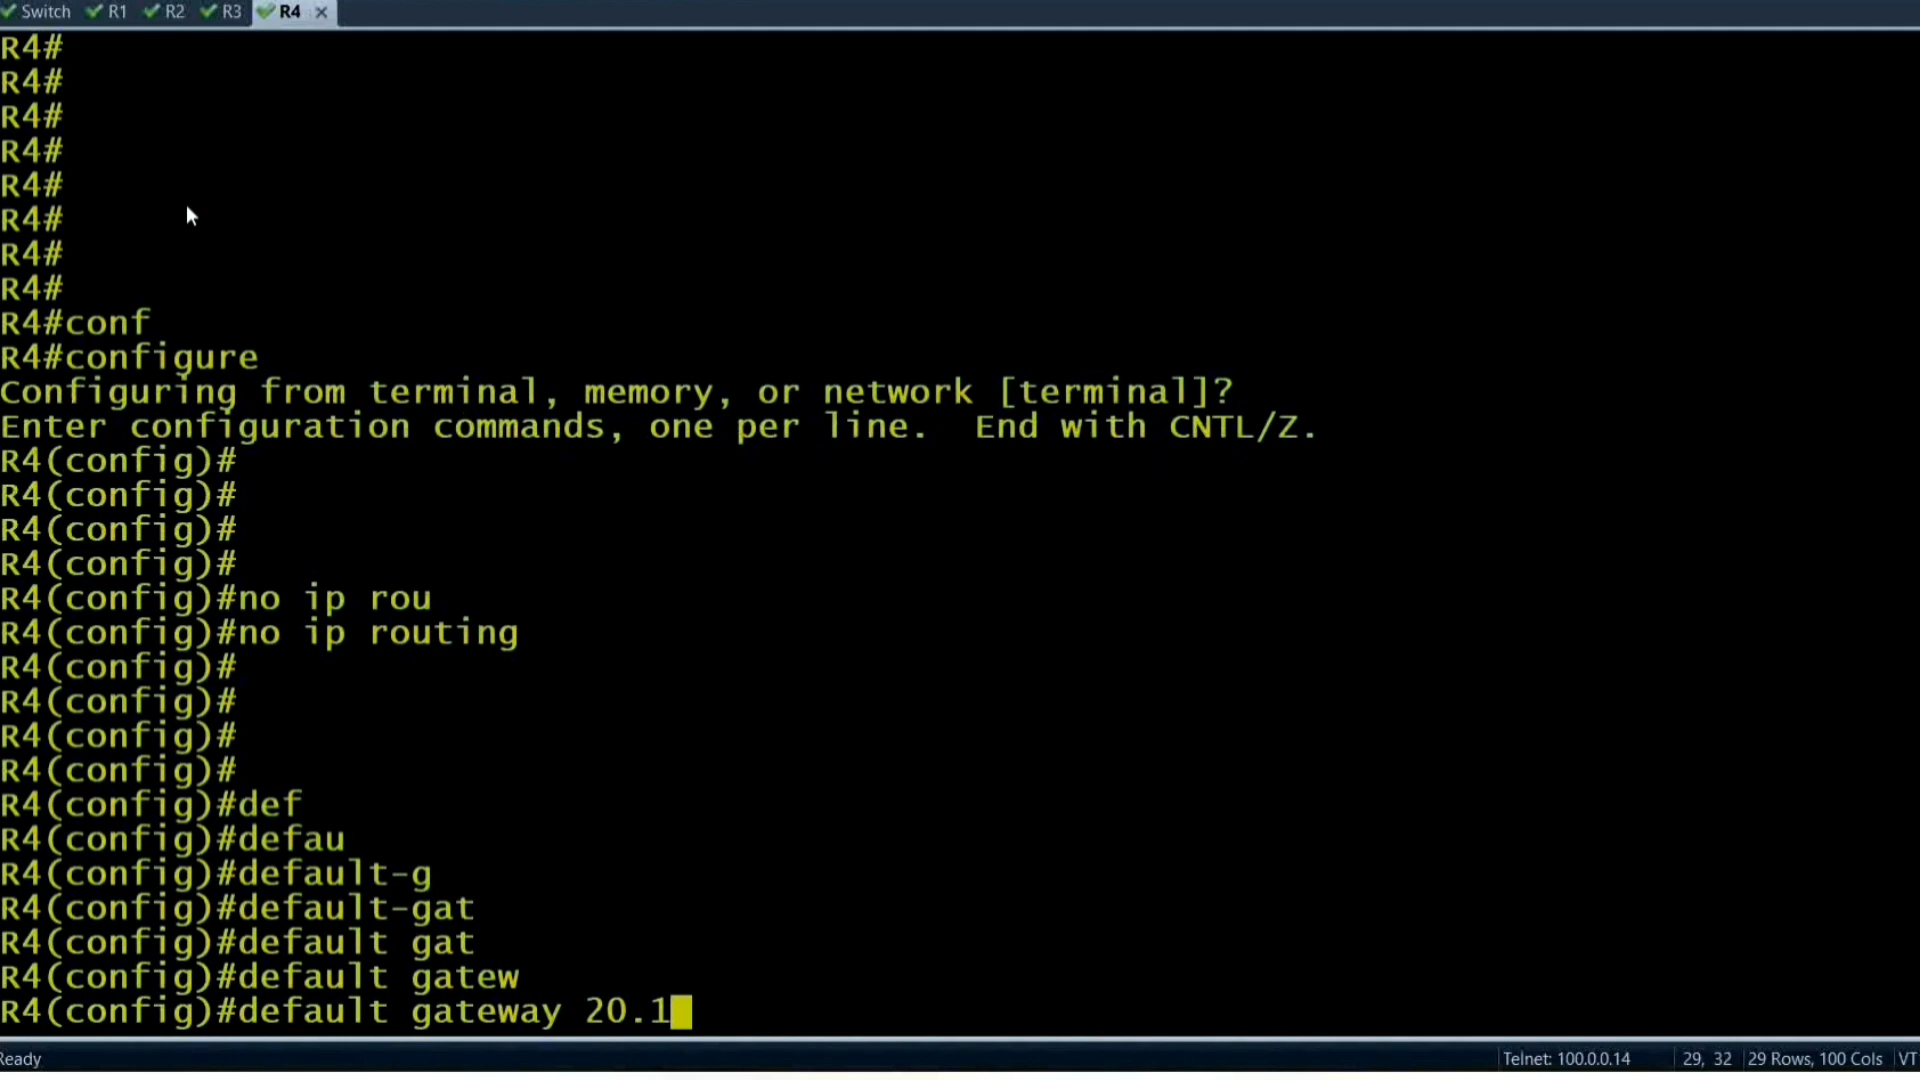 Switch R1 R2 R3 R4
R4#
R4#
R4#
R4#
R4#
R4#
R4#
R4#
R4#conf
R4#configure
Configuring from terminal, memory, or network [terminal]?
Enter configuration commands, one per line.  End with CNTL/Z.
R4(config)#
R4(config)#
R4(config)#
R4(config)#
R4(config)#no ip rou
R4(config)#no ip routing
R4(config)#
R4(config)#
R4(config)#
R4(config)#
R4(config)#def
R4(config)#defau
R4(config)#default-g
R4(config)#default-gat
R4(config)#default gat
R4(config)#default gatew
R4(config)#default gateway 20.1
Ready Telnet: 100.0.0.14 29, 32 29 Rows, 100 Cols VT